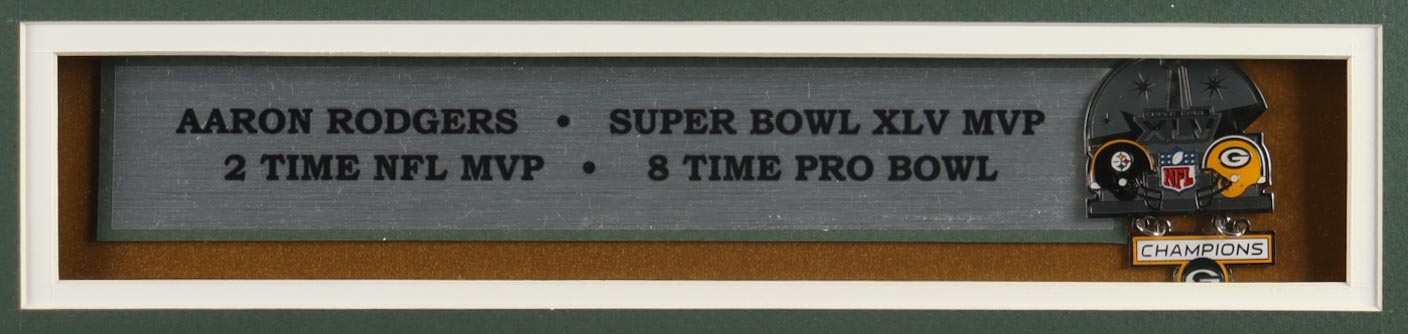 AARON RODGERS • SUPER BOWL XLV MVP
2 TIME NFL MVP • 8 TIME PRO BOWL
XLV
NFL
G
CHAMPIONS
G